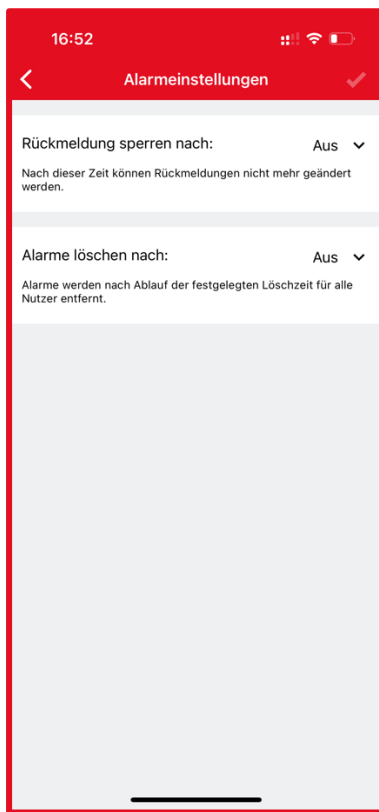 16:52
Alarmeinstellungen
Rückmeldung sperren nach: Aus
Nach dieser Zeit können Rückmeldungen nicht mehr geändert
werden.
Alarme löschen nach: Aus
Alarme werden nach Ablauf der festgelegten Löschzeit für alle
Nutzer entfernt.